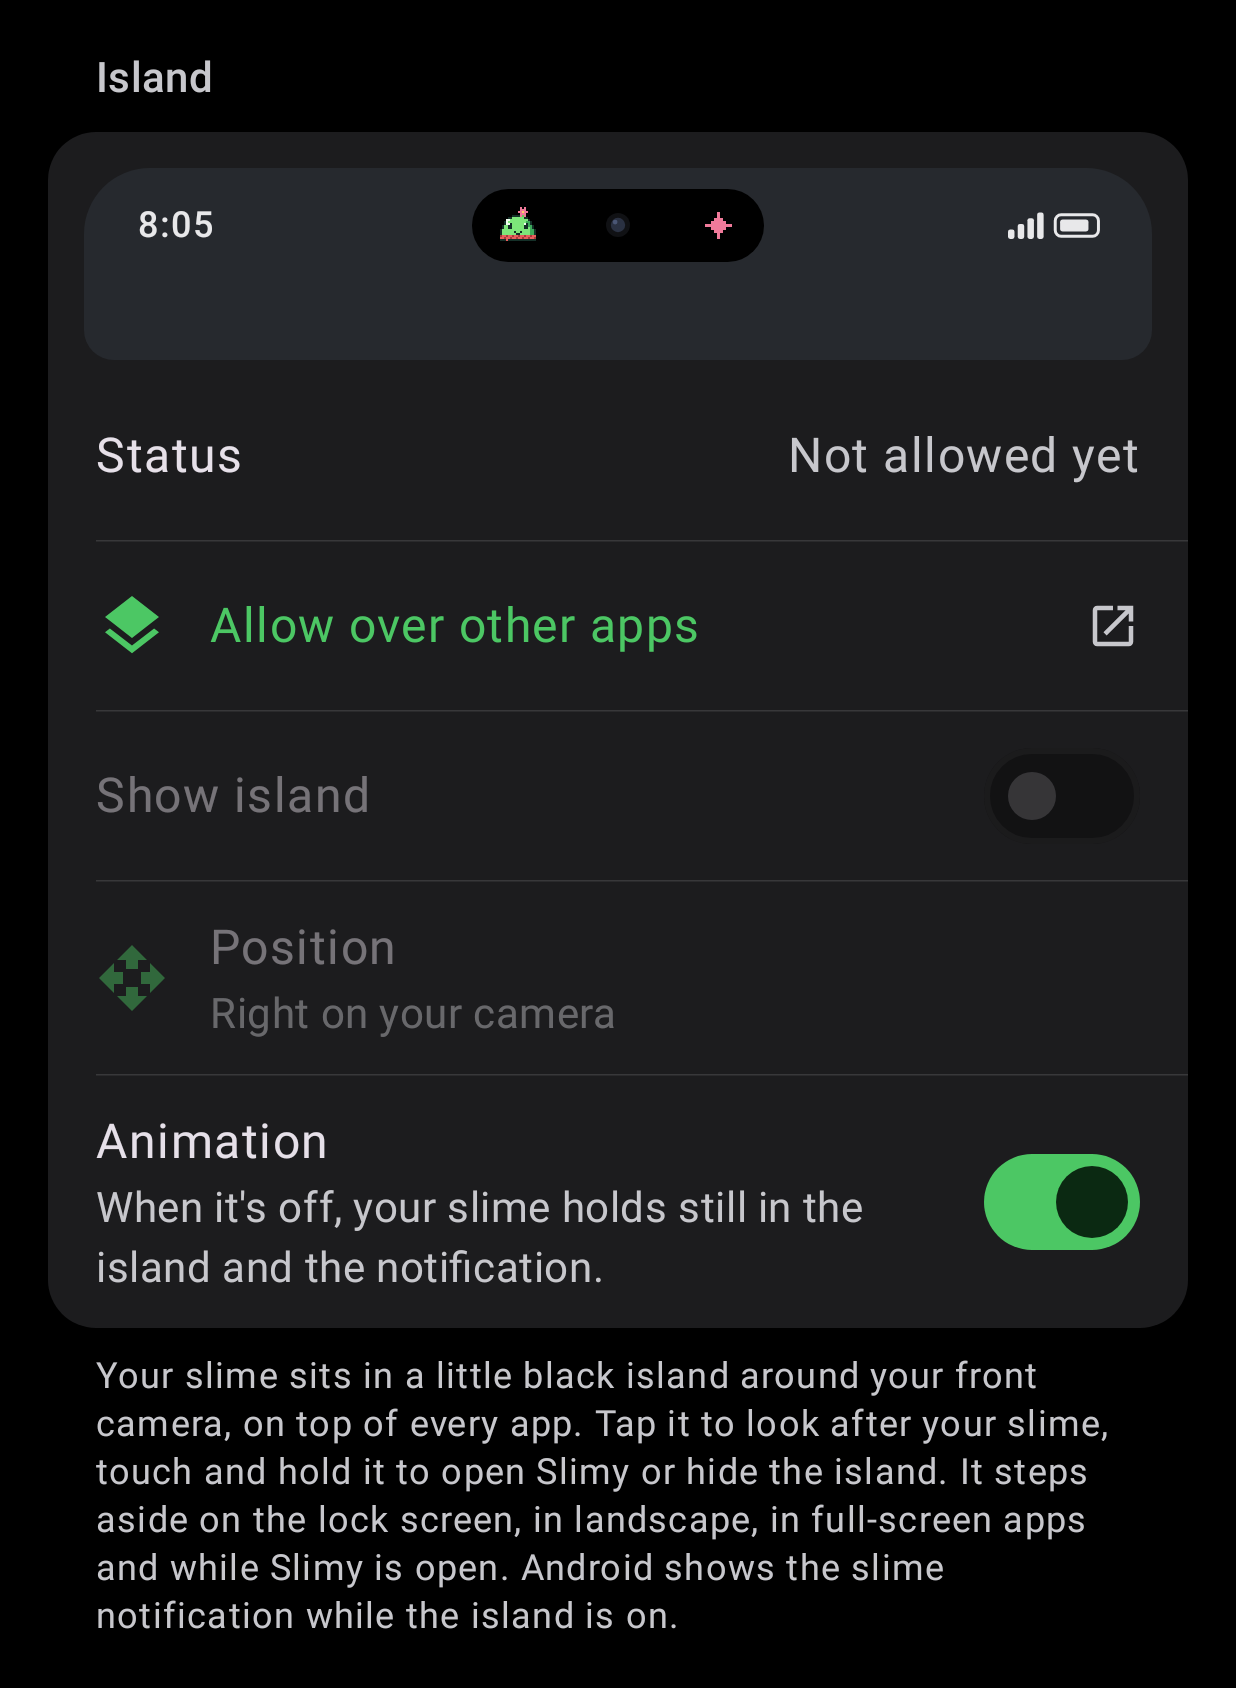 Island
8:05
Status
Not allowed yet
Allow over other apps
Show island
Position
Right on your camera
Animation
When it's off, your slime holds still in the
island and the notification.
Your slime sits in a little black island around your front
camera, on top of every app. Tap it to look after your slime,
touch and hold it to open Slimy or hide the island. It steps
aside on the lock screen, in landscape, in full-screen apps
and while Slimy is open. Android shows the slime
notification while the island is on.